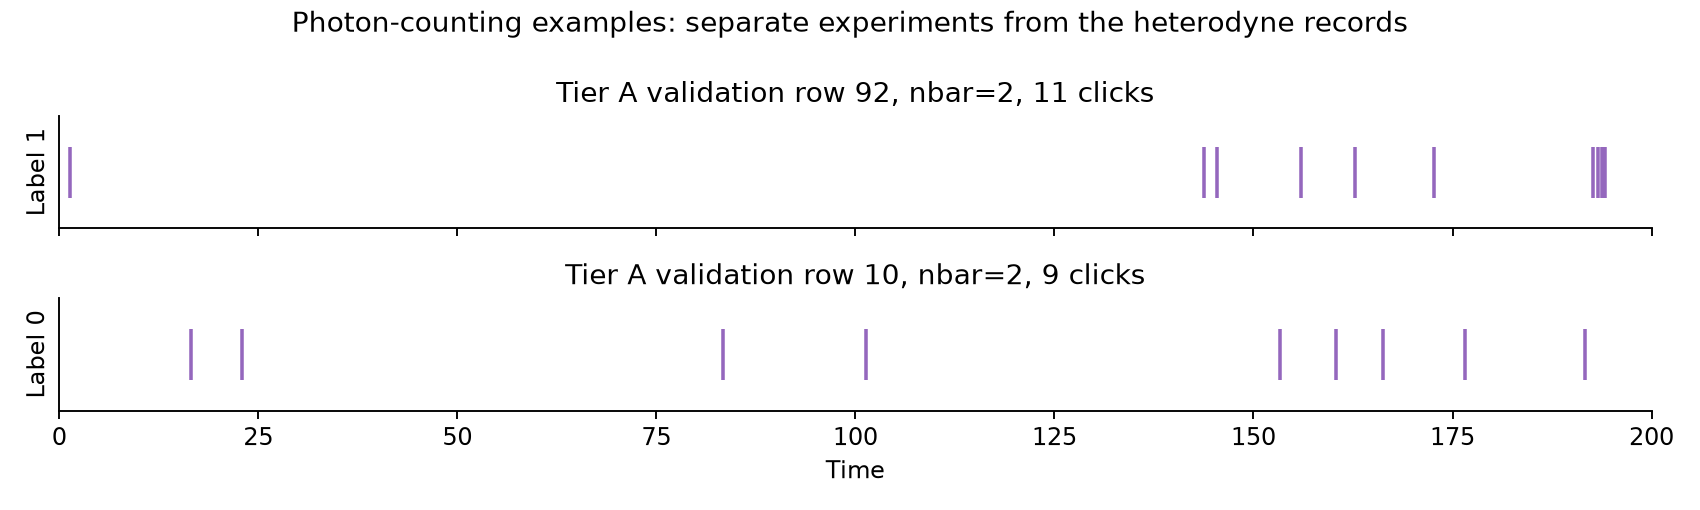 Photon-counting examples: separate experiments from the heterodyne records
Tier A validation row 92, nbar=2, 11 clicks
Label 1
Tier A validation row 10, nbar=2, 9 clicks
Label 0
0 25 50 75 100 125 150 175 200
Time